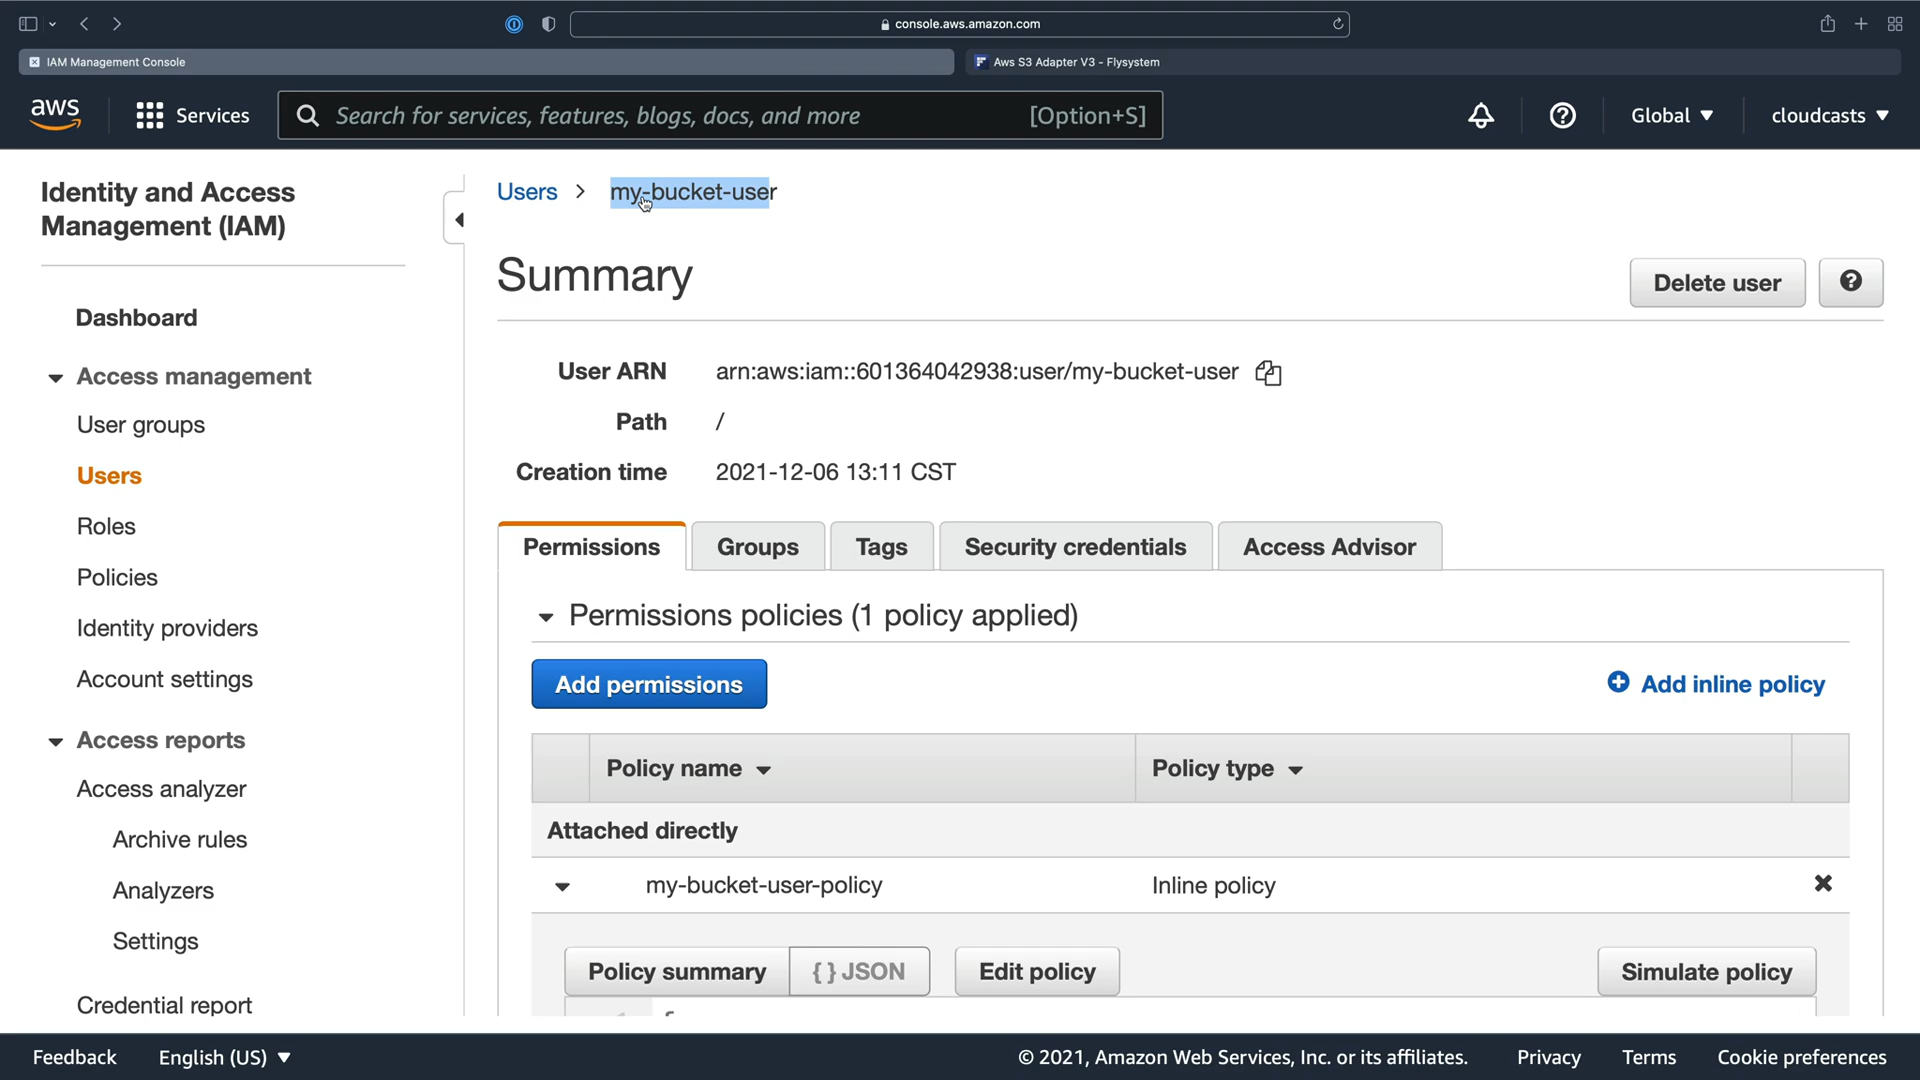 console.aws.amazon.com
IAM Management Console
Aws S3 Adapter V3 - Flysystem
aws
Services
Search for services, features, blogs, docs, and more
[Option+S]
Global ▼
cloudcasts ▼
Identity and Access
Management (IAM)
Dashboard
Access management
User groups
Users
Roles
Policies
Identity providers
Account settings
Access reports
Access analyzer
Archive rules
Analyzers
Settings
Credential report
Users > my-bucket-user
Summary
Delete user
User ARN arn:aws:iam::601364042938:user/my-bucket-user
Path /
Creation time 2021-12-06 13:11 CST
Permissions
Groups
Tags
Security credentials
Access Advisor
Permissions policies (1 policy applied)
Add permissions
Add inline policy
Policy name
Policy type
Attached directly
my-bucket-user-policy
Inline policy
Policy summary
{ } JSON
Edit policy
Simulate policy
Feedback
English (US) ▼
© 2021, Amazon Web Services, Inc. or its affiliates.
Privacy
Terms
Cookie preferences